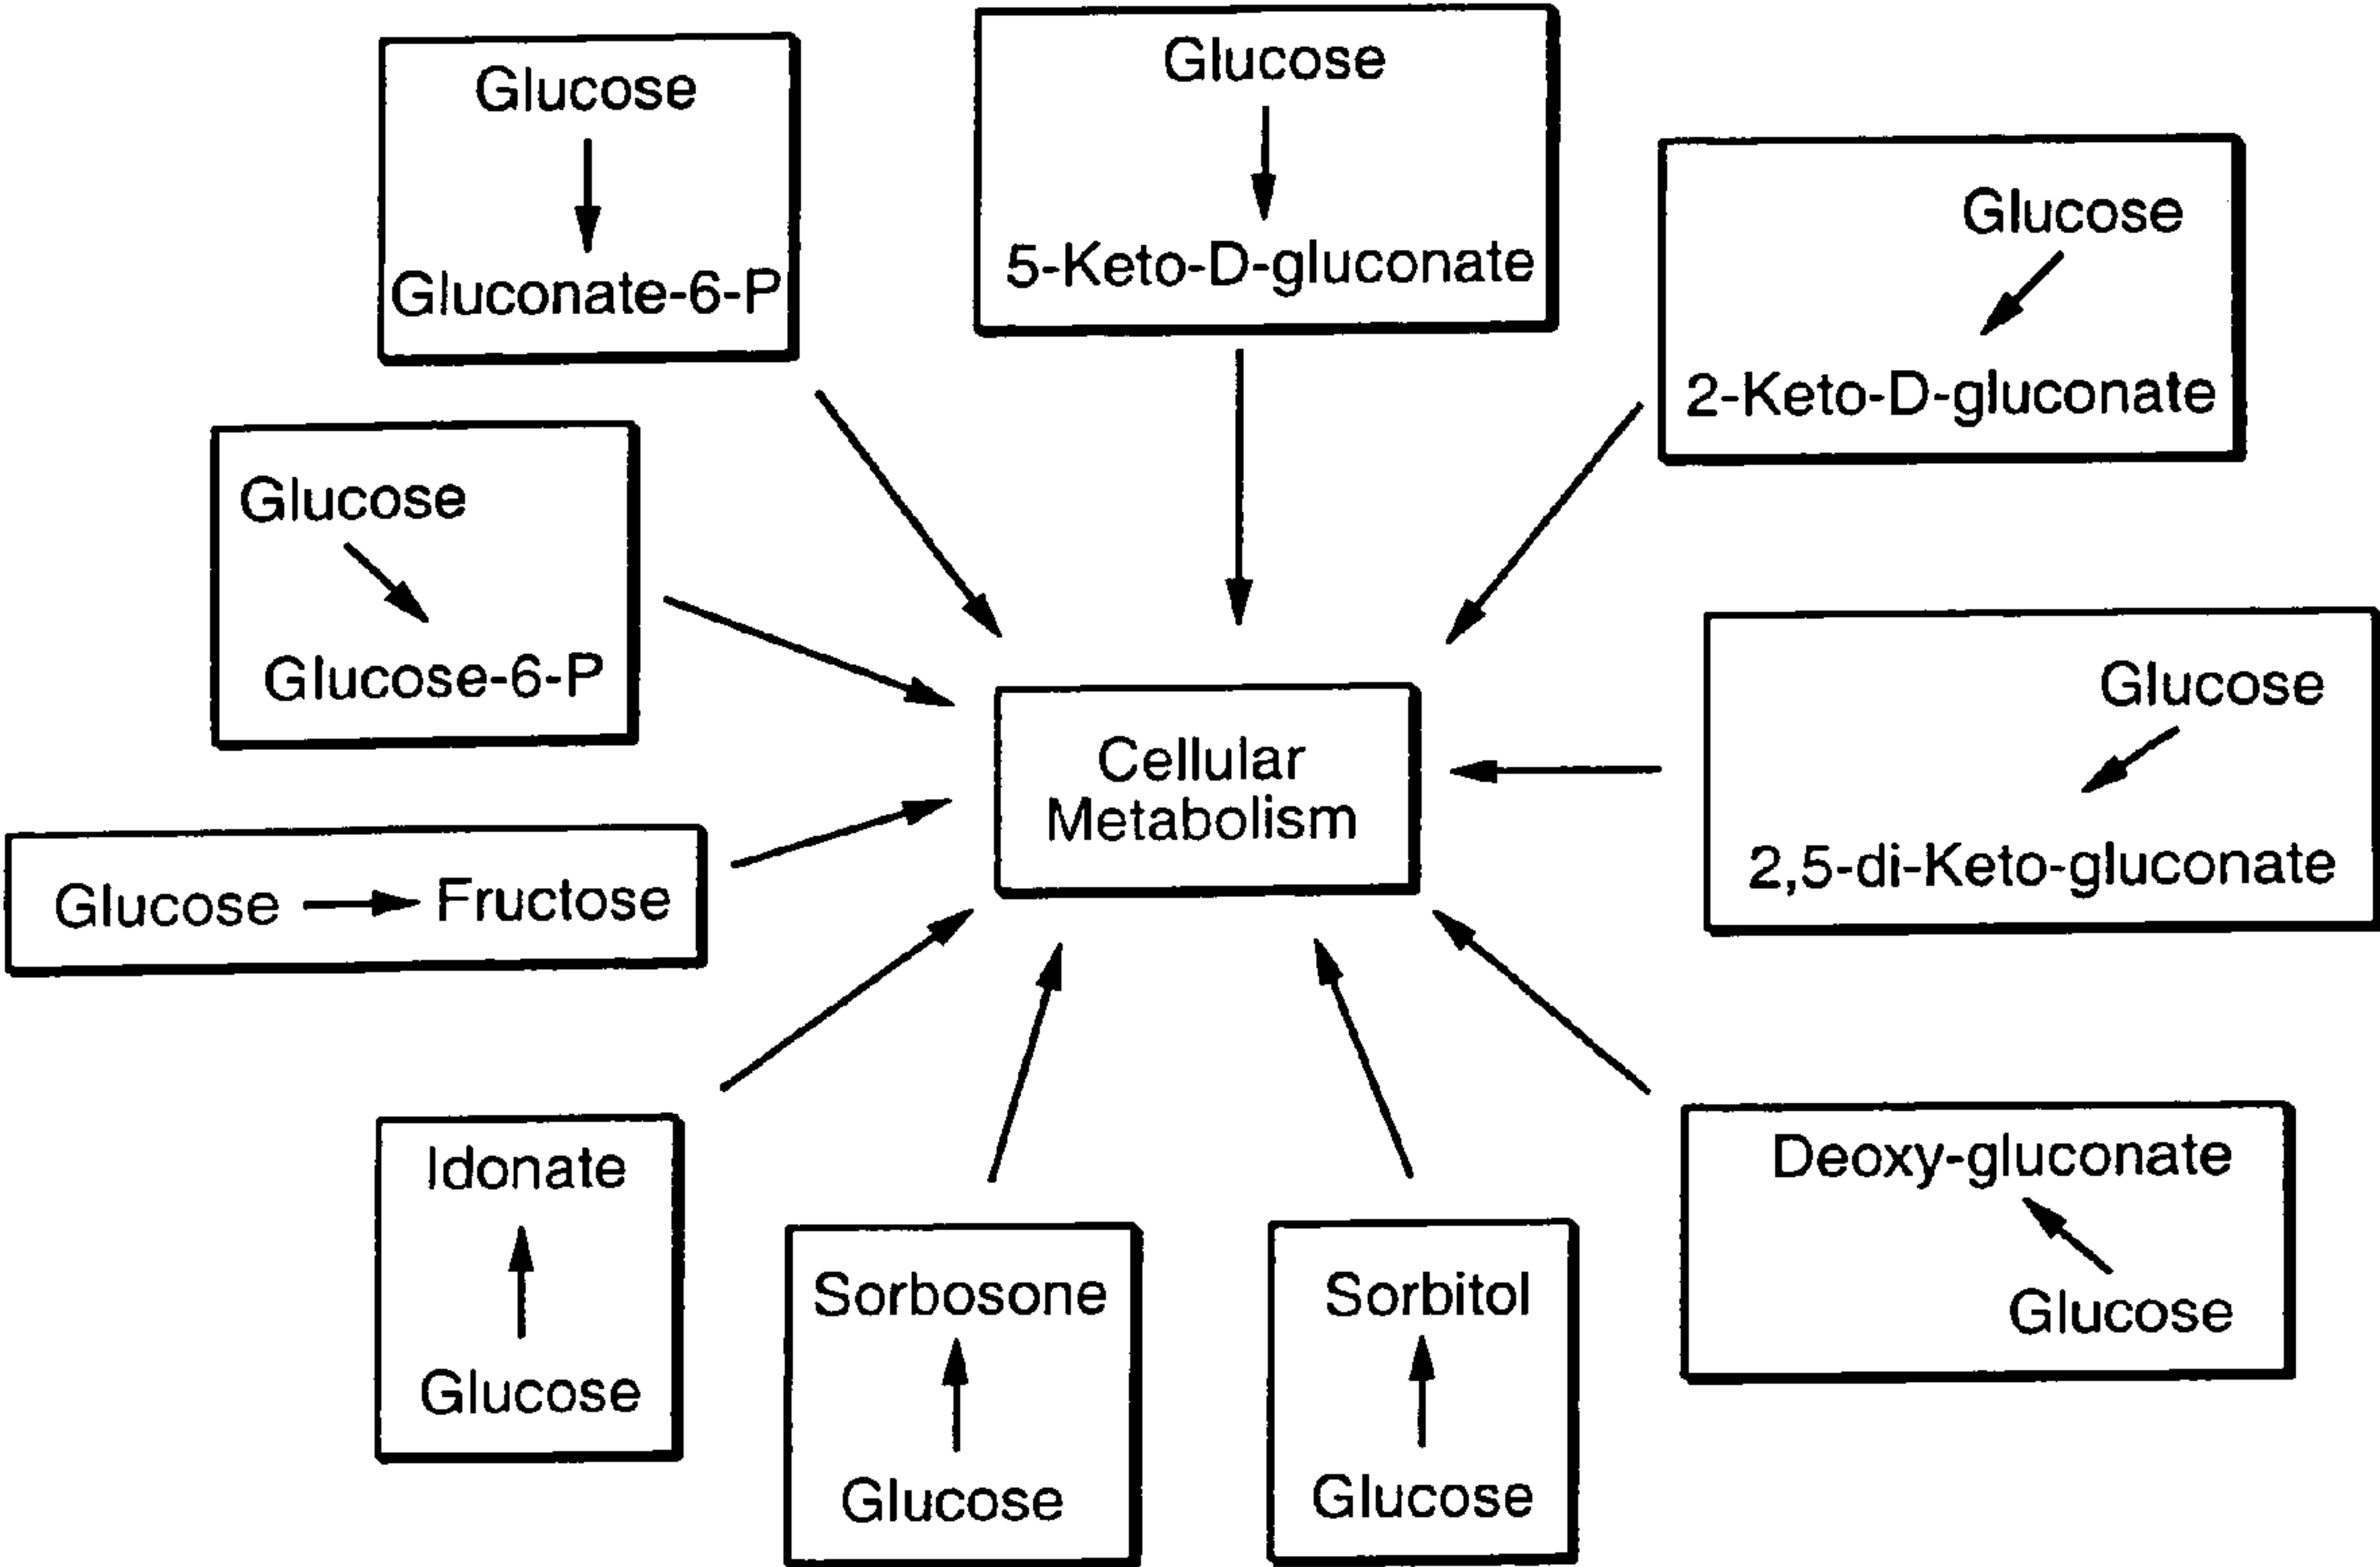 Glucose
Gluconate-6-P
Glucose
5-Keto-D-gluconate
Glucose
2-Keto-D-gluconate
Glucose
Glucose-6-P
Cellular
Metabolism
Glucose
2,5-di-Keto-gluconate
Glucose
Fructose
Idonate
Glucose
Sorbosone
Glucose
Sorbitol
Glucose
Deoxy-gluconate
Glucose